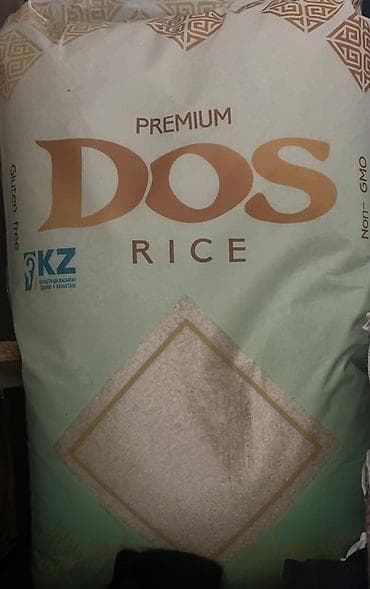 PREMIUM
DOS
RICE
Gluten free
Non- GMO
KZ